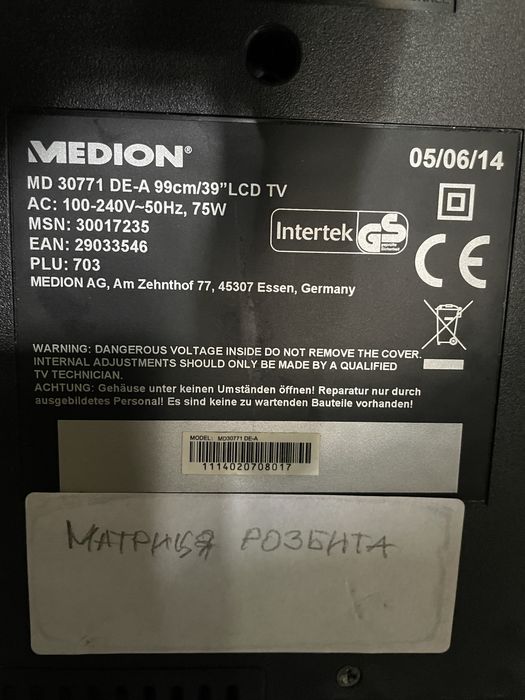 MEDION®
05/06/14
MD 30771 DE-A 99cm/39”LCD TV
AC: 100-240V~50Hz, 75W
MSN: 30017235
EAN: 29033546
PLU: 703
MEDION AG, Am Zehnthof 77, 45307 Essen, Germany
Intertek GS
CE
WARNING: DANGEROUS VOLTAGE INSIDE DO NOT REMOVE THE COVER.
INTERNAL ADJUSTMENTS SHOULD ONLY BE MADE BY A QUALIFIED
TV TECHNICIAN.
ACHTUNG: Gehäuse unter keinen Umständen öffnen! Reparatur nur durch
ausgebildetes Personal! Es sind keine zu wartenden Bauteile vorhanden!
MODEL: MD30771 DE-A
1114020708017
МАТРИЦЯ РОЗБИТА